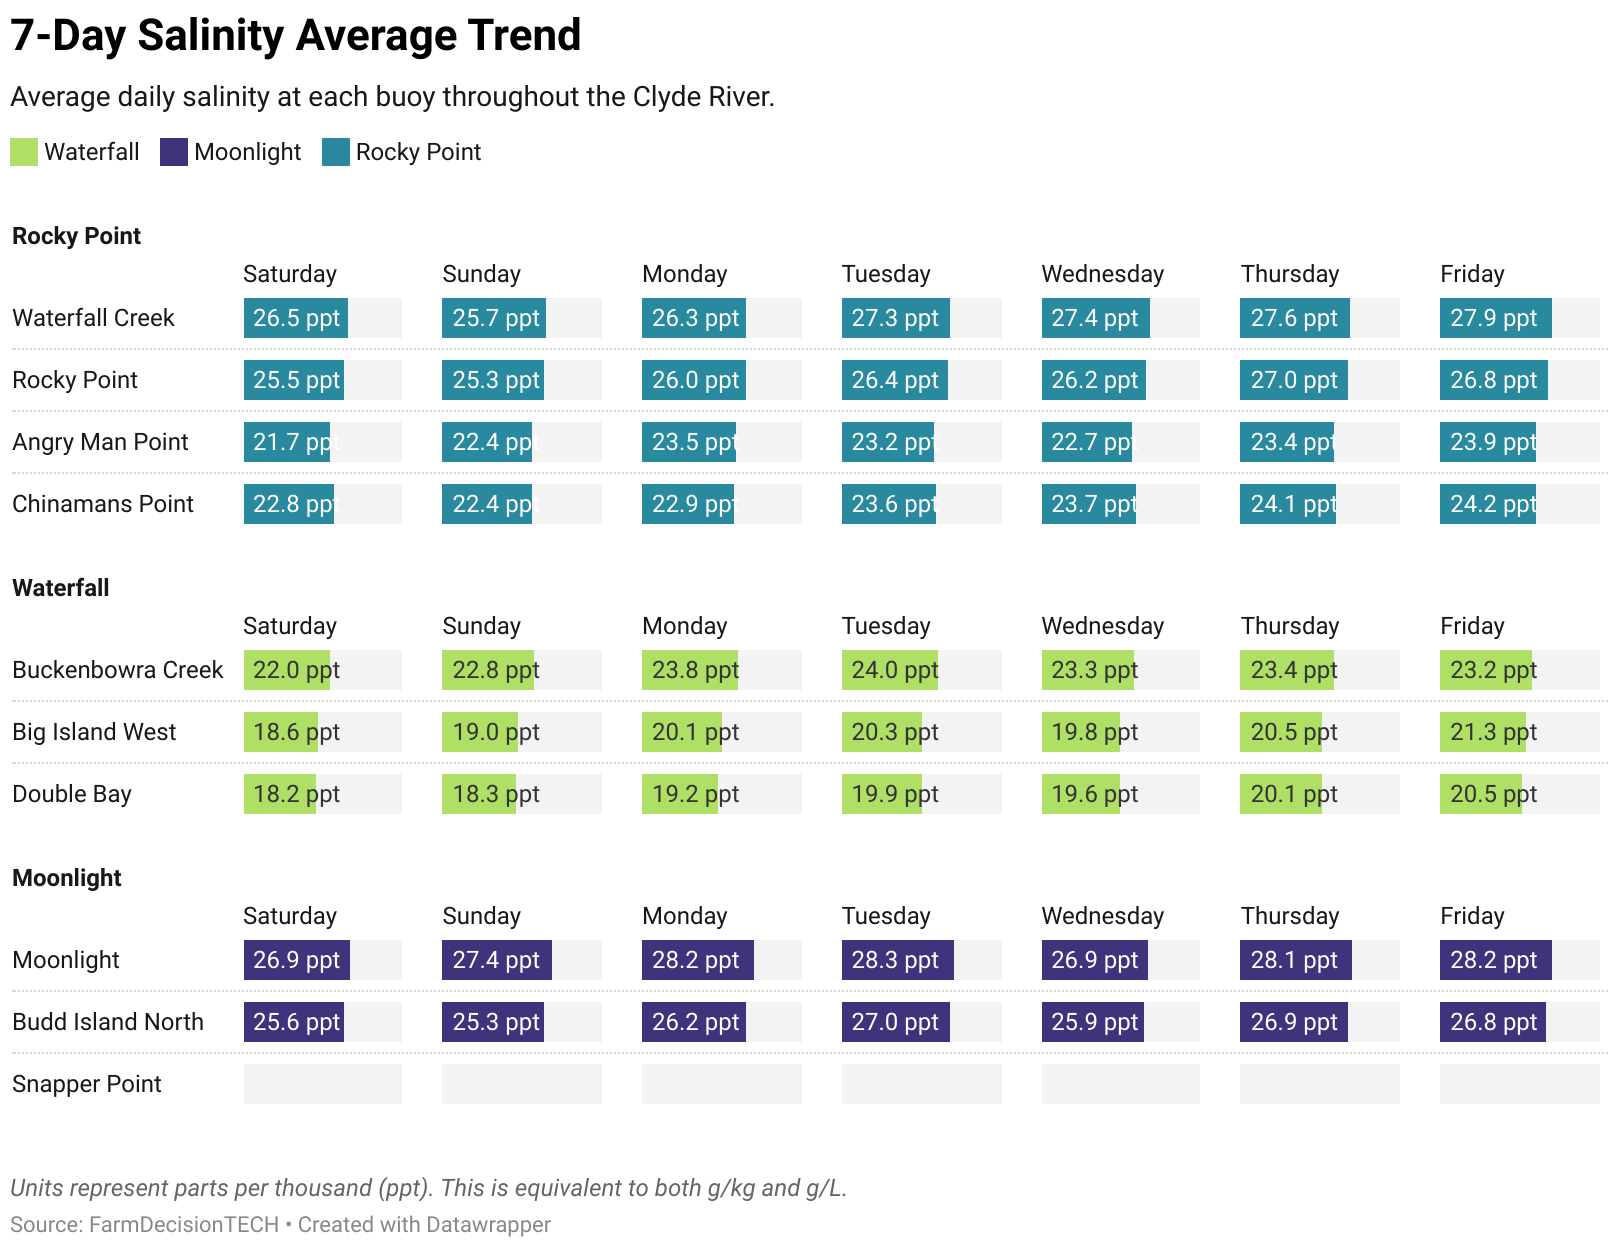 7-Day Salinity Average Trend
Average daily salinity at each buoy throughout the Clyde River.
Waterfall Moonlight Rocky Point
Rocky Point
Saturday Sunday Monday Tuesday Wednesday Thursday Friday
Waterfall Creek 26.5 ppt 25.7 ppt 26.3 ppt 27.3 ppt 27.4 ppt 27.6 ppt 27.9 ppt
Rocky Point 25.5 ppt 25.3 ppt 26.0 ppt 26.4 ppt 26.2 ppt 27.0 ppt 26.8 ppt
Angry Man Point 21.7 ppt 22.4 ppt 23.5 ppt 23.2 ppt 22.7 ppt 23.4 ppt 23.9 ppt
Chinamans Point 22.8 ppt 22.4 ppt 22.9 ppt 23.6 ppt 23.7 ppt 24.1 ppt 24.2 ppt
Waterfall
Saturday Sunday Monday Tuesday Wednesday Thursday Friday
Buckenbowra Creek 22.0 ppt 22.8 ppt 23.8 ppt 24.0 ppt 23.3 ppt 23.4 ppt 23.2 ppt
Big Island West 18.6 ppt 19.0 ppt 20.1 ppt 20.3 ppt 19.8 ppt 20.5 ppt 21.3 ppt
Double Bay 18.2 ppt 18.3 ppt 19.2 ppt 19.9 ppt 19.6 ppt 20.1 ppt 20.5 ppt
Moonlight
Saturday Sunday Monday Tuesday Wednesday Thursday Friday
Moonlight 26.9 ppt 27.4 ppt 28.2 ppt 28.3 ppt 26.9 ppt 28.1 ppt 28.2 ppt
Budd Island North 25.6 ppt 25.3 ppt 26.2 ppt 27.0 ppt 25.9 ppt 26.9 ppt 26.8 ppt
Snapper Point
Units represent parts per thousand (ppt). This is equivalent to both g/kg and g/L.
Source: FarmDecisionTECH • Created with Datawrapper